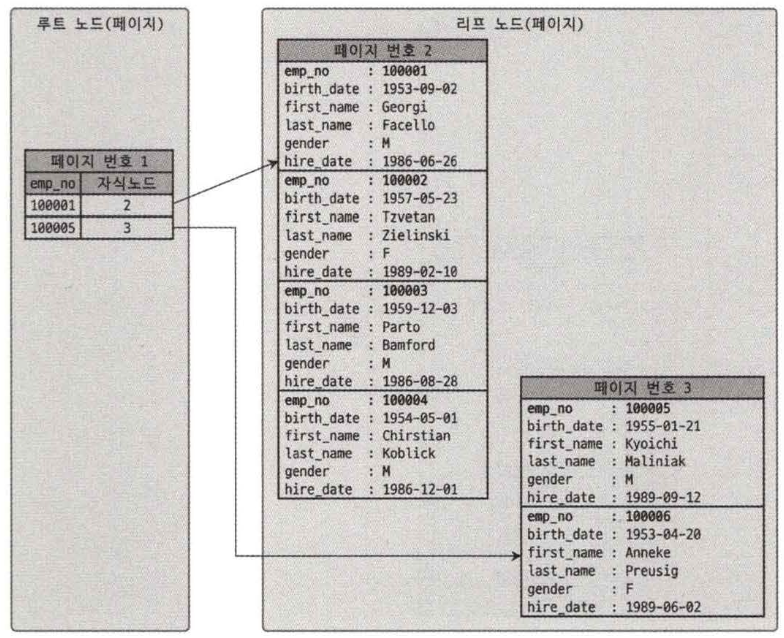 루트 노드(페이지)
페이지 번호 1
emp_no 자식노드
100001 2
100005 3
리프 노드(페이지)
페이지 번호 2
emp_no : 100001
birth_date : 1953-09-02
first_name : Georgi
last_name : Facello
gender : M
hire_date : 1986-06-26
emp_no : 100002
birth_date : 1957-05-23
first_name : Tzvetan
last_name : Zielinski
gender : F
hire_date : 1989-02-10
emp_no : 100003
birth_date : 1959-12-03
first_name : Parto
last_name : Bamford
gender : M
hire_date : 1986-08-28
emp_no : 100004
birth_date : 1954-05-01
first_name : Chirstian
last_name : Koblick
gender : M
hire_date : 1986-12-01
페이지 번호 3
emp_no : 100005
birth_date : 1955-01-21
first_name : Kyoichi
last_name : Maliniak
gender : M
hire_date : 1989-09-12
emp_no : 100006
birth_date : 1953-04-20
first_name : Anneke
last_name : Preusig
gender : F
hire_date : 1989-06-02